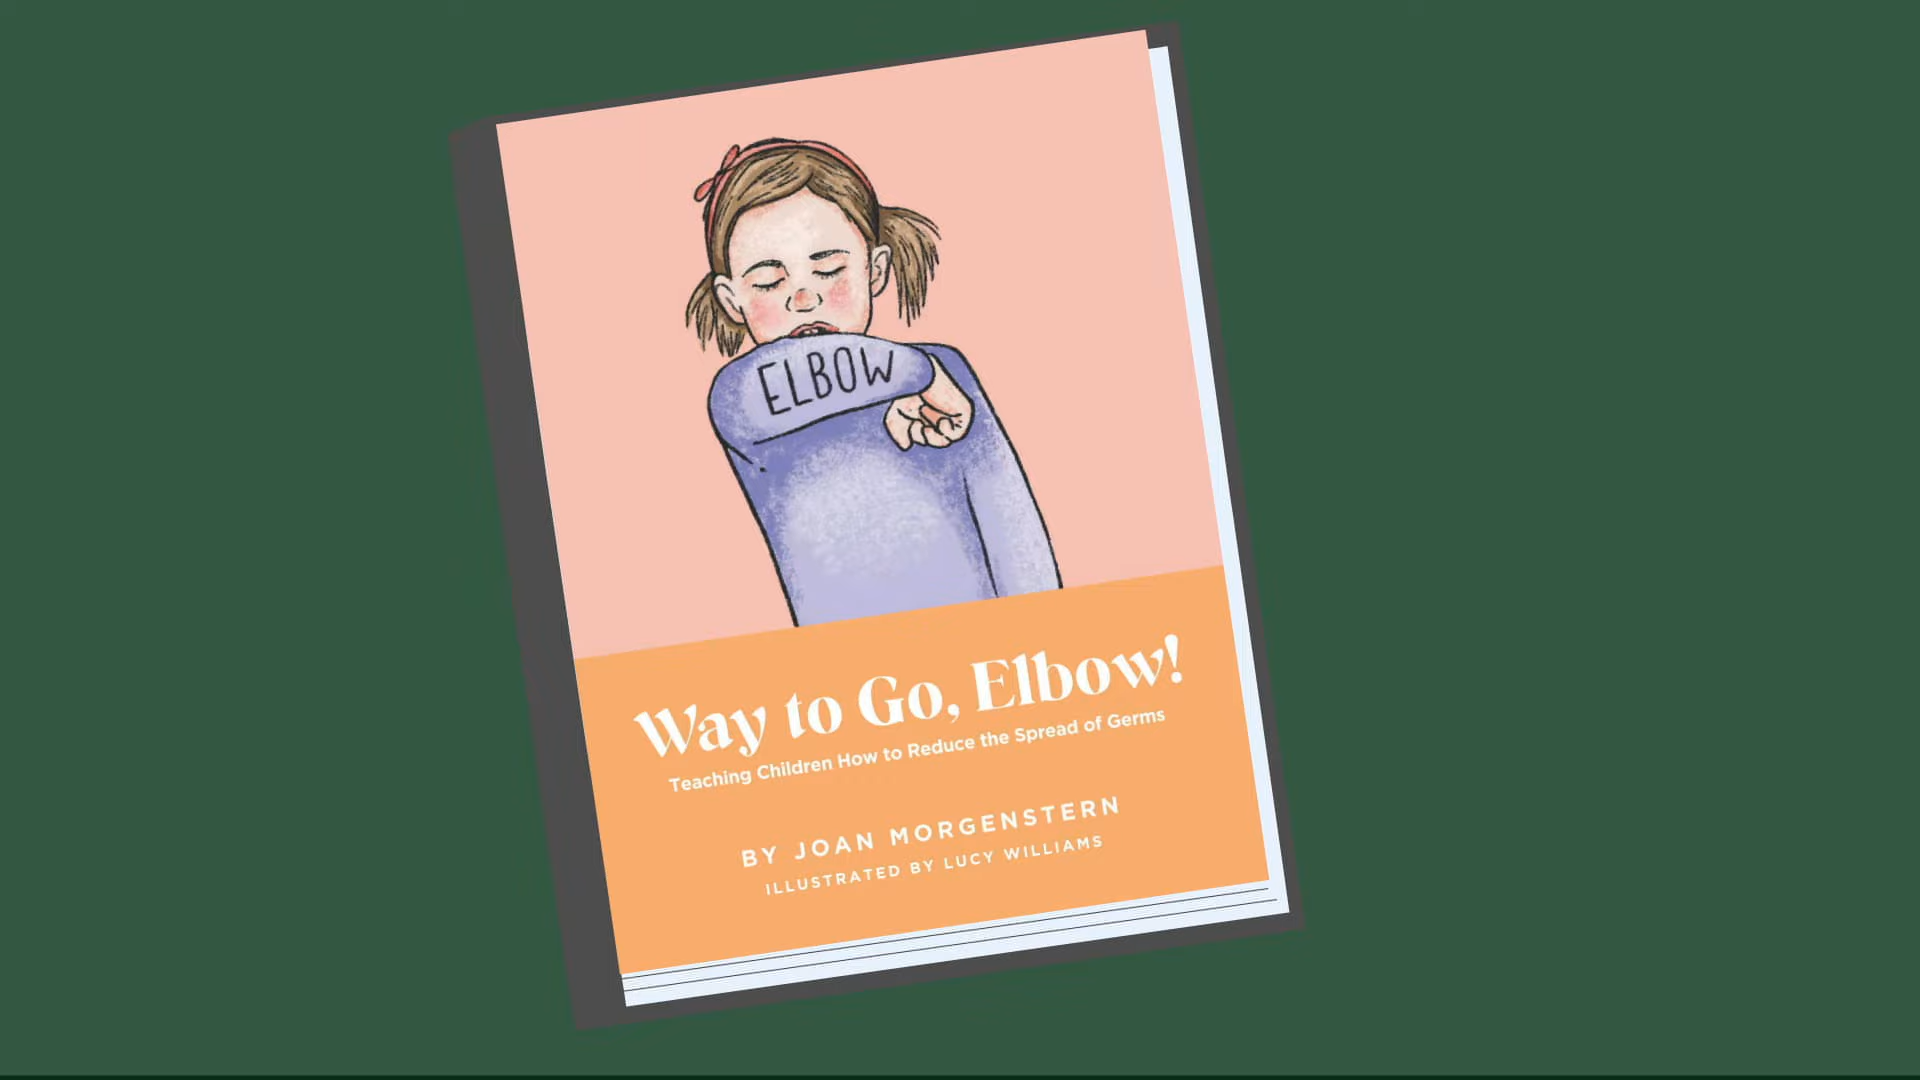 ELBOW
Way to Go, Elbow!
Teaching Children How to Reduce the Spread of Germs
BY JOAN MORGENSTERN
ILLUSTRATED BY LUCY WILLIAMS